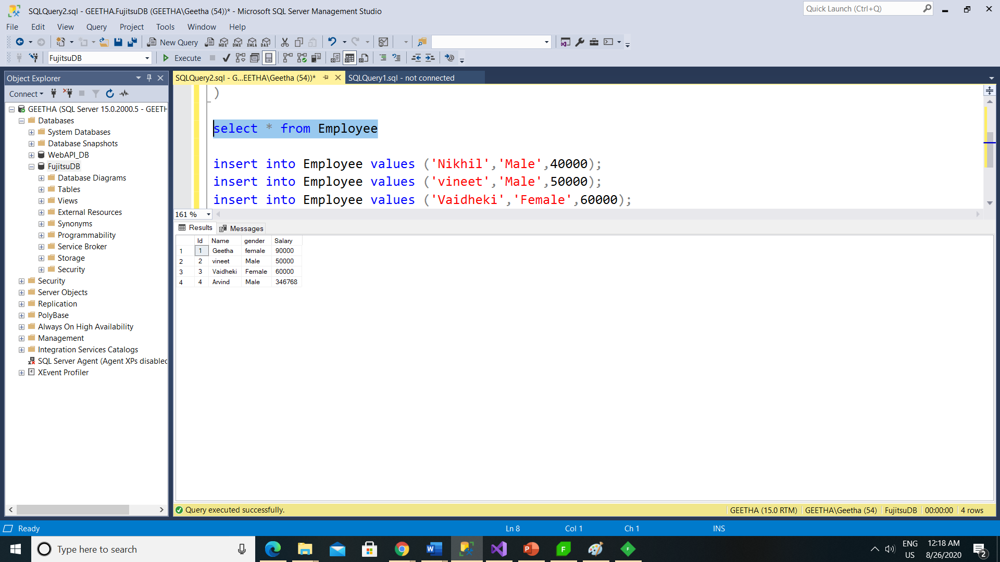 SQLQuery2.sql - GEETHA.FujitsuDB (GEETHA\Geetha (54))* - Microsoft SQL Server Management Studio
Quick Launch (Ctrl+Q)
File Edit View Query Project Tools Window Help
New Query MDX DMX XMLA DAX
FujitsuDB Execute
Object Explorer
Connect
GEETHA (SQL Server 15.0.2000.5 - GEETH
Databases
System Databases
Database Snapshots
WebAPI_DB
FujitsuDB
Database Diagrams
Tables
Views
External Resources
Synonyms
Programmability
Service Broker
Storage
Security
Security
Server Objects
Replication
PolyBase
Always On High Availability
Management
Integration Services Catalogs
SQL Server Agent (Agent XPs disabled
XEvent Profiler
SQLQuery2.sql - G...EETHA\Geetha (54))* SQLQuery1.sql - not connected
)
select * from Employee
insert into Employee values ('Nikhil','Male',40000);
insert into Employee values ('vineet','Male',50000);
insert into Employee values ('Vaidheki','Female',60000);
161 %
Results Messages
Id Name gender Salary
1 1 Geetha female 90000
2 2 vineet Male 50000
3 3 Vaidheki Female 60000
4 4 Arvind Male 346768
Query executed successfully. GEETHA (15.0 RTM) GEETHA\Geetha (54) FujitsuDB 00:00:00 4 rows
Ready Ln 8 Col 1 Ch 1 INS
Type here to search
ENG 12:18 AM
US 8/26/2020 2